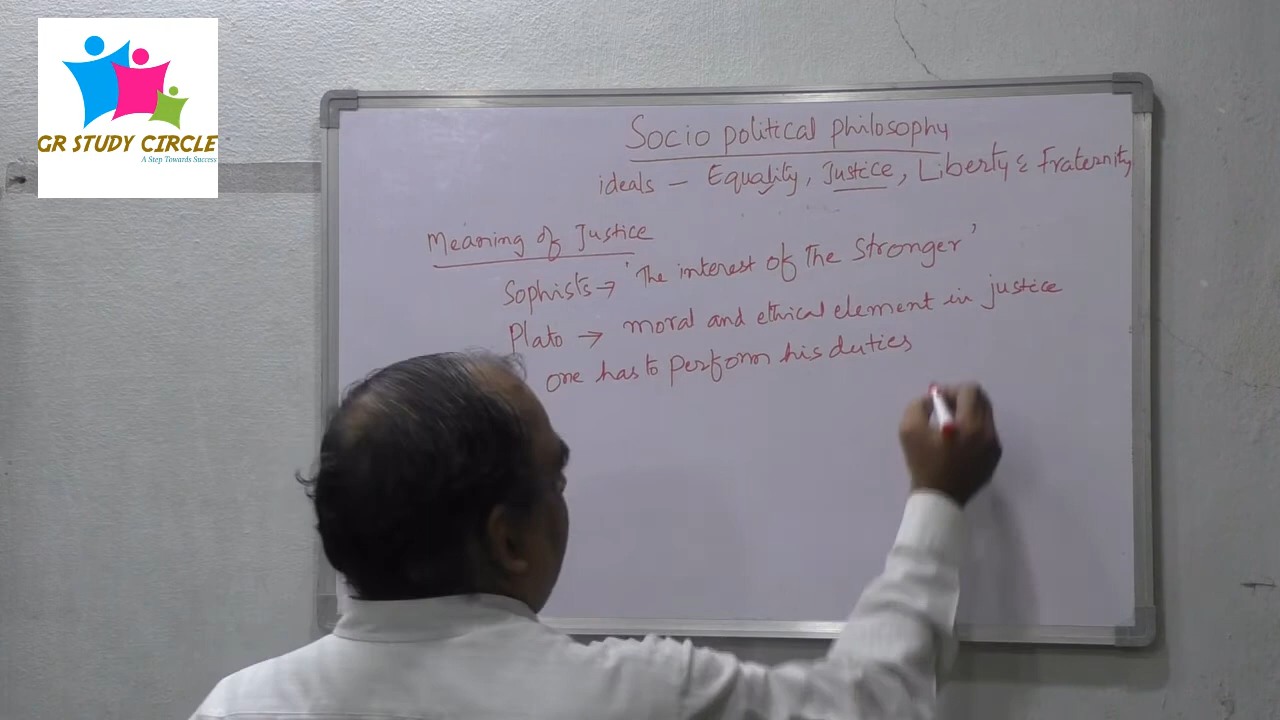 GR STUDY CIRCLE
A Step Towards Success
Socio political philosophy
ideals – Equality, Justice, Liberty & Fraternity
Meaning of Justice
Sophists → 'The interest of The Stronger'
Plato → moral and ethical element in justice
one has to perform his duties